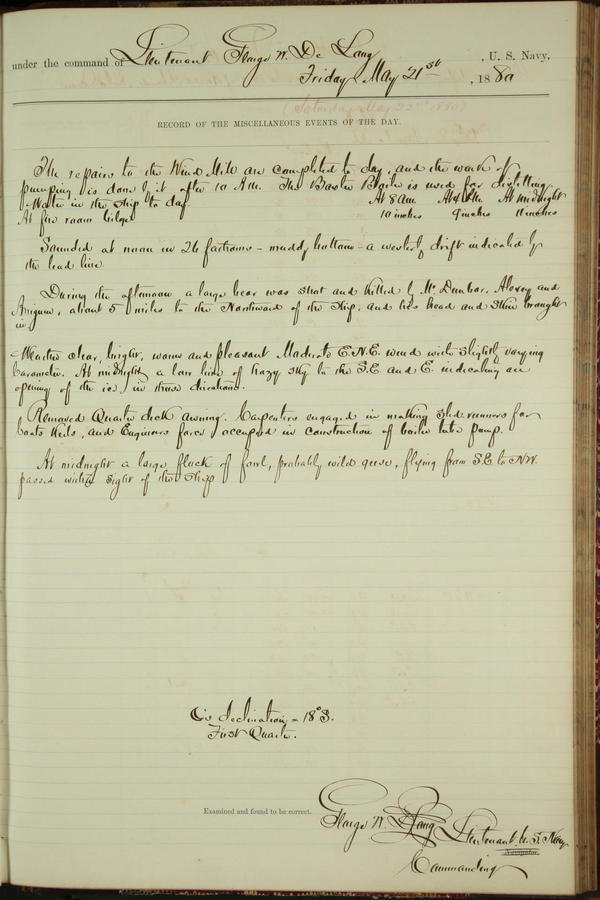 under the command of Lieutenant George W. De Long, U. S. Navy,
Friday May 21st, 1880
(Saturday May 22nd 1880)
RECORD OF THE MISCELLANEOUS EVENTS OF THE DAY.
The repairs to the Wind Mill are completed to day, and the work of
pumping is done by it after 10 A.M. The Baxter Boiler is used for distilling
Water in the ship to day. At 8 am At 4 P.M. At midnight
At fire room bilge 10 inches 9 inches 11 inches
Sounded at noon in 26 fathoms - muddy bottom - a westerly drift indicated by
the lead line
During the afternoon a large bear was shot and killed by Mr Dunbar, Alexey and
Aneguin, about 5 miles to the Northward of the Ship, and his head and skin brought
in
Weather clear, bright, warm and pleasant Moderate E.N.E. wind with slightly varying
barometer. At midnight a low line of hazy sky to the S.E and E. indicating an
opening of the ice in those directions.
Removed Quarter deck awning. Carpenters engaged in making sled runners for
boats keels, and Engineers force occupied in construction of boiler tube pump.
At midnight a large flock of fowl, probably wild geese, flying from S.E to NW.
passed within sight of the Ship
declination = 18° S.
First Quarter.
Examined and found to be correct.
George W. De Long Lieutenant U. S. Navy
Navigator.
Commanding